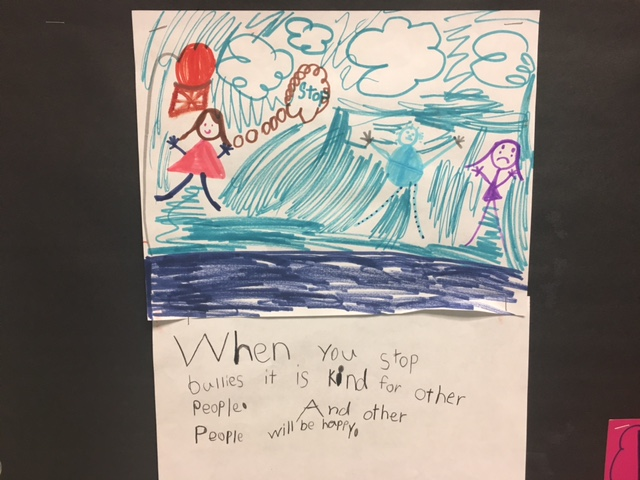 Stop
When you stop
bullies it is kind for other
People. And other
People will be happy.